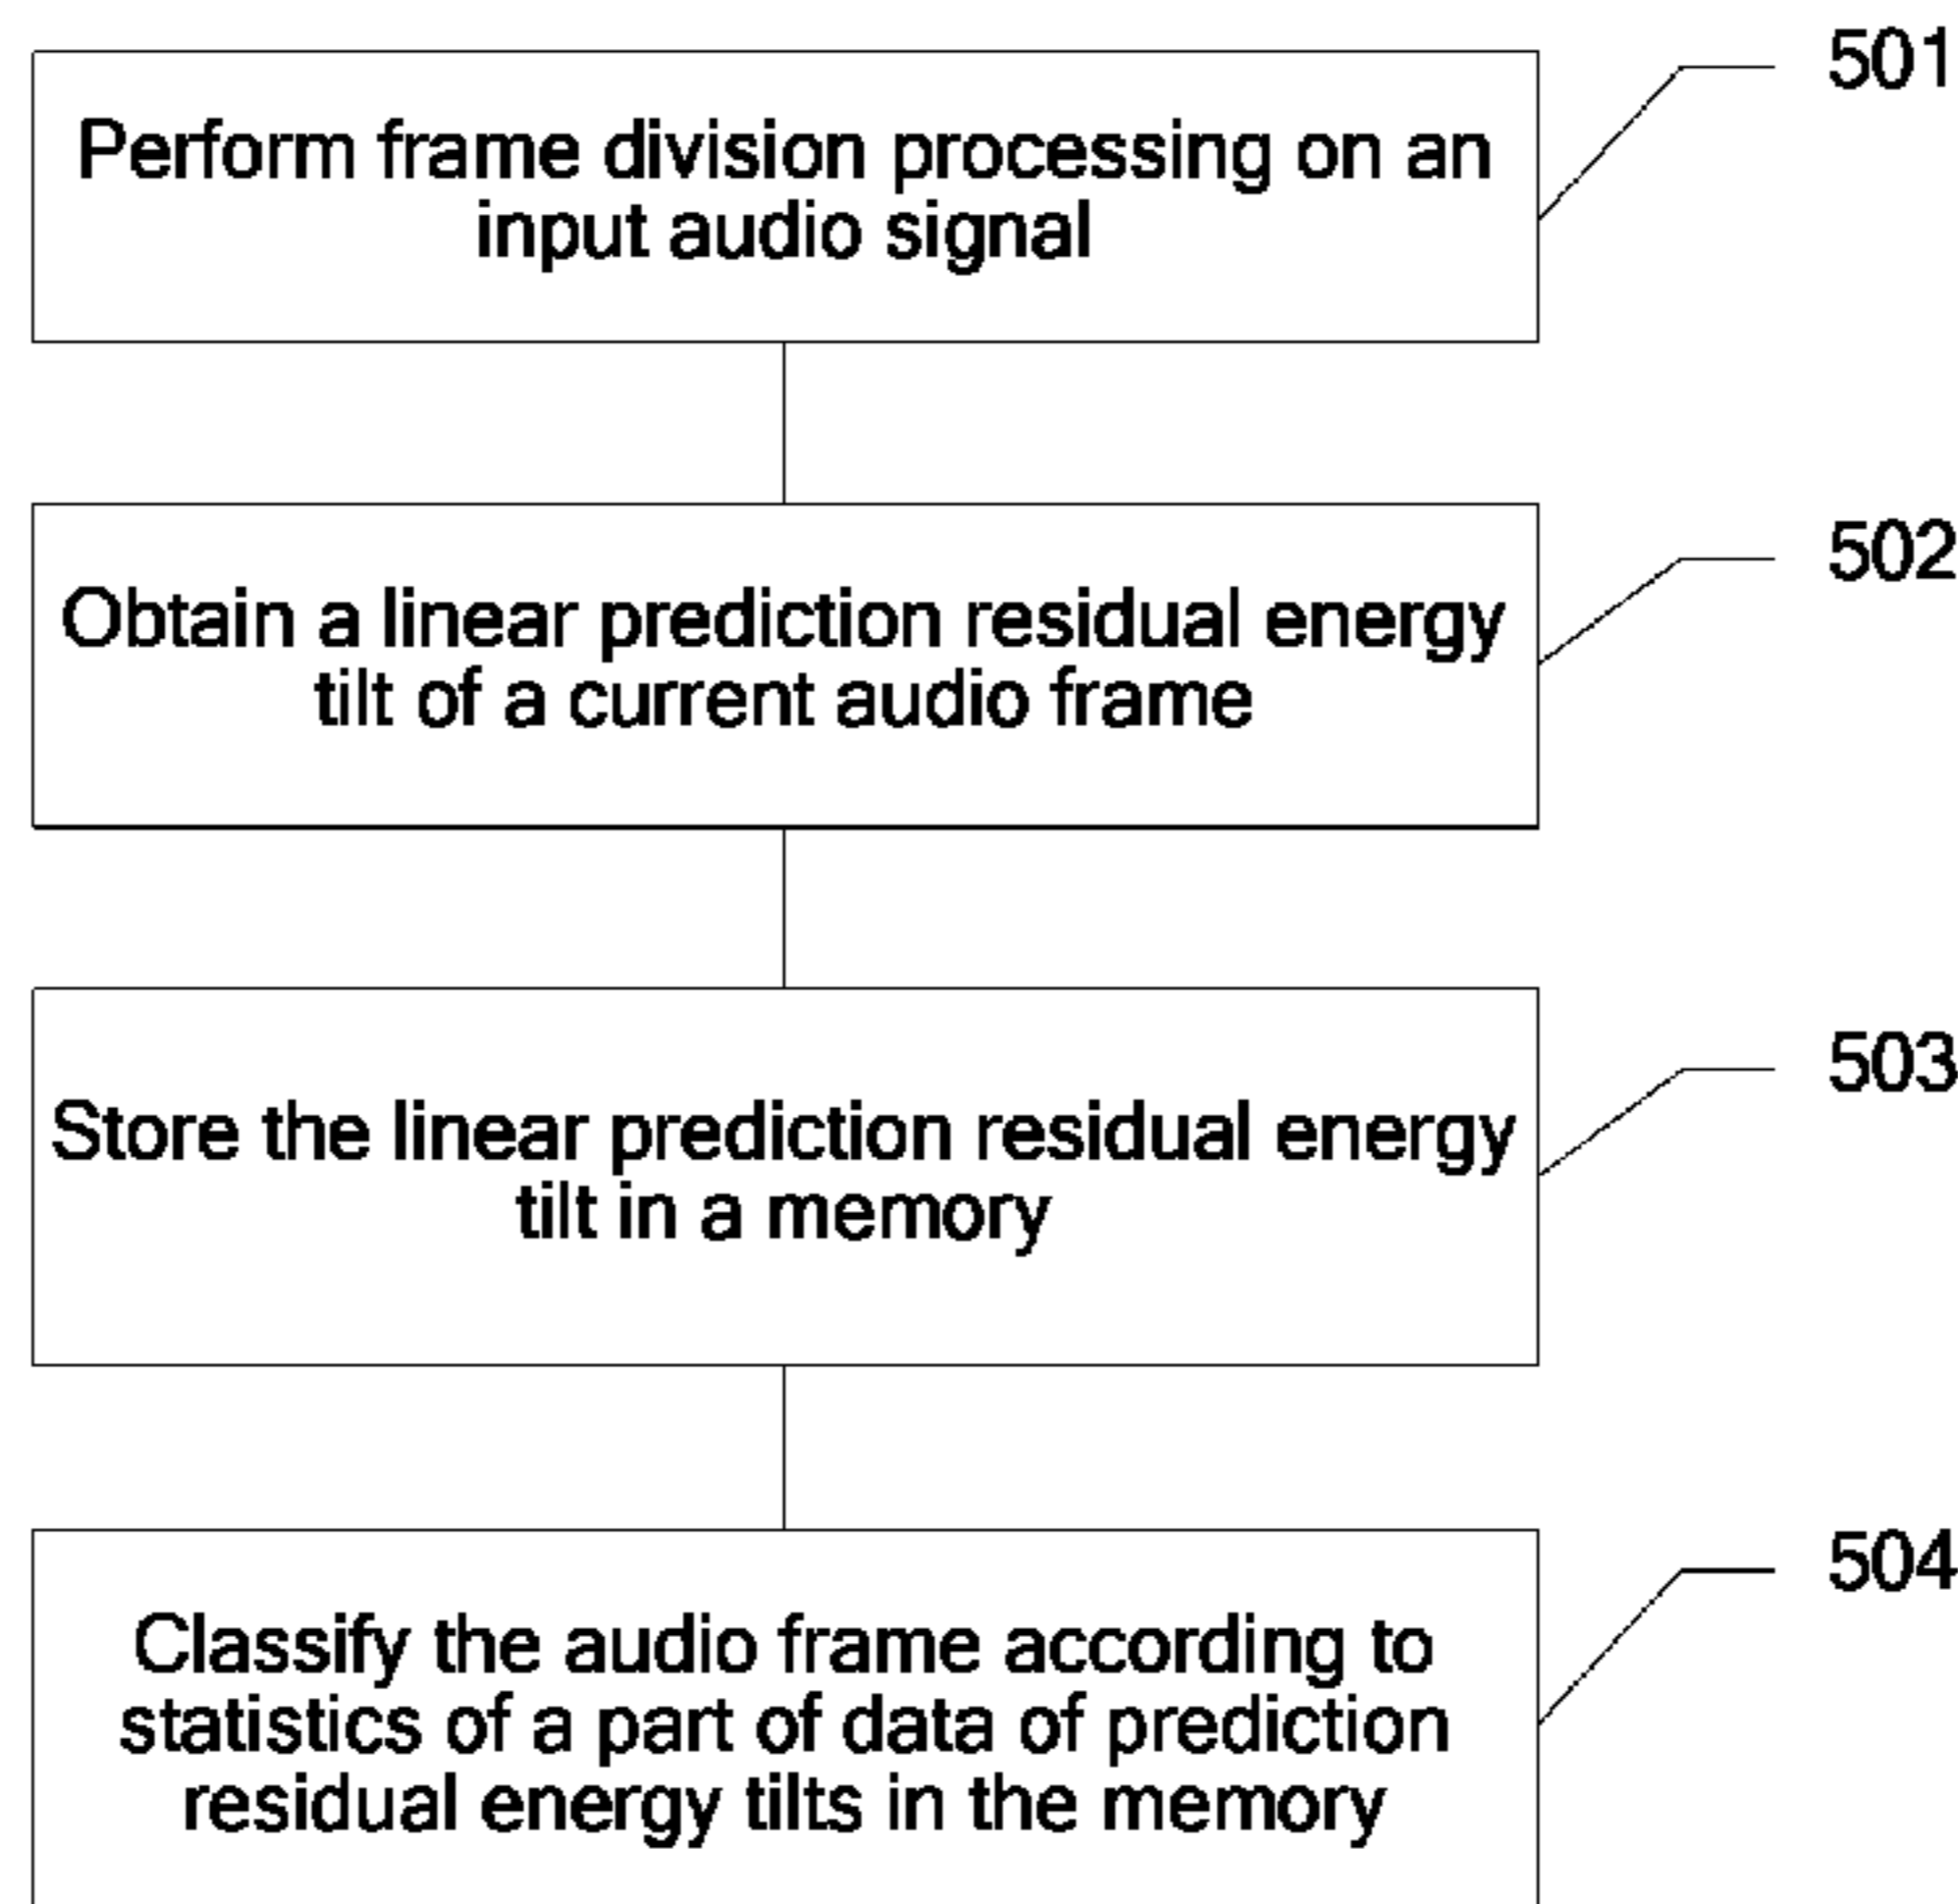 501
Perform frame division processing on an
input audio signal
502
Obtain a linear prediction residual energy
tilt of a current audio frame
503
Store the linear prediction residual energy
tilt in a memory
504
Classify the audio frame according to
statistics of a part of data of prediction
residual energy tilts in the memory